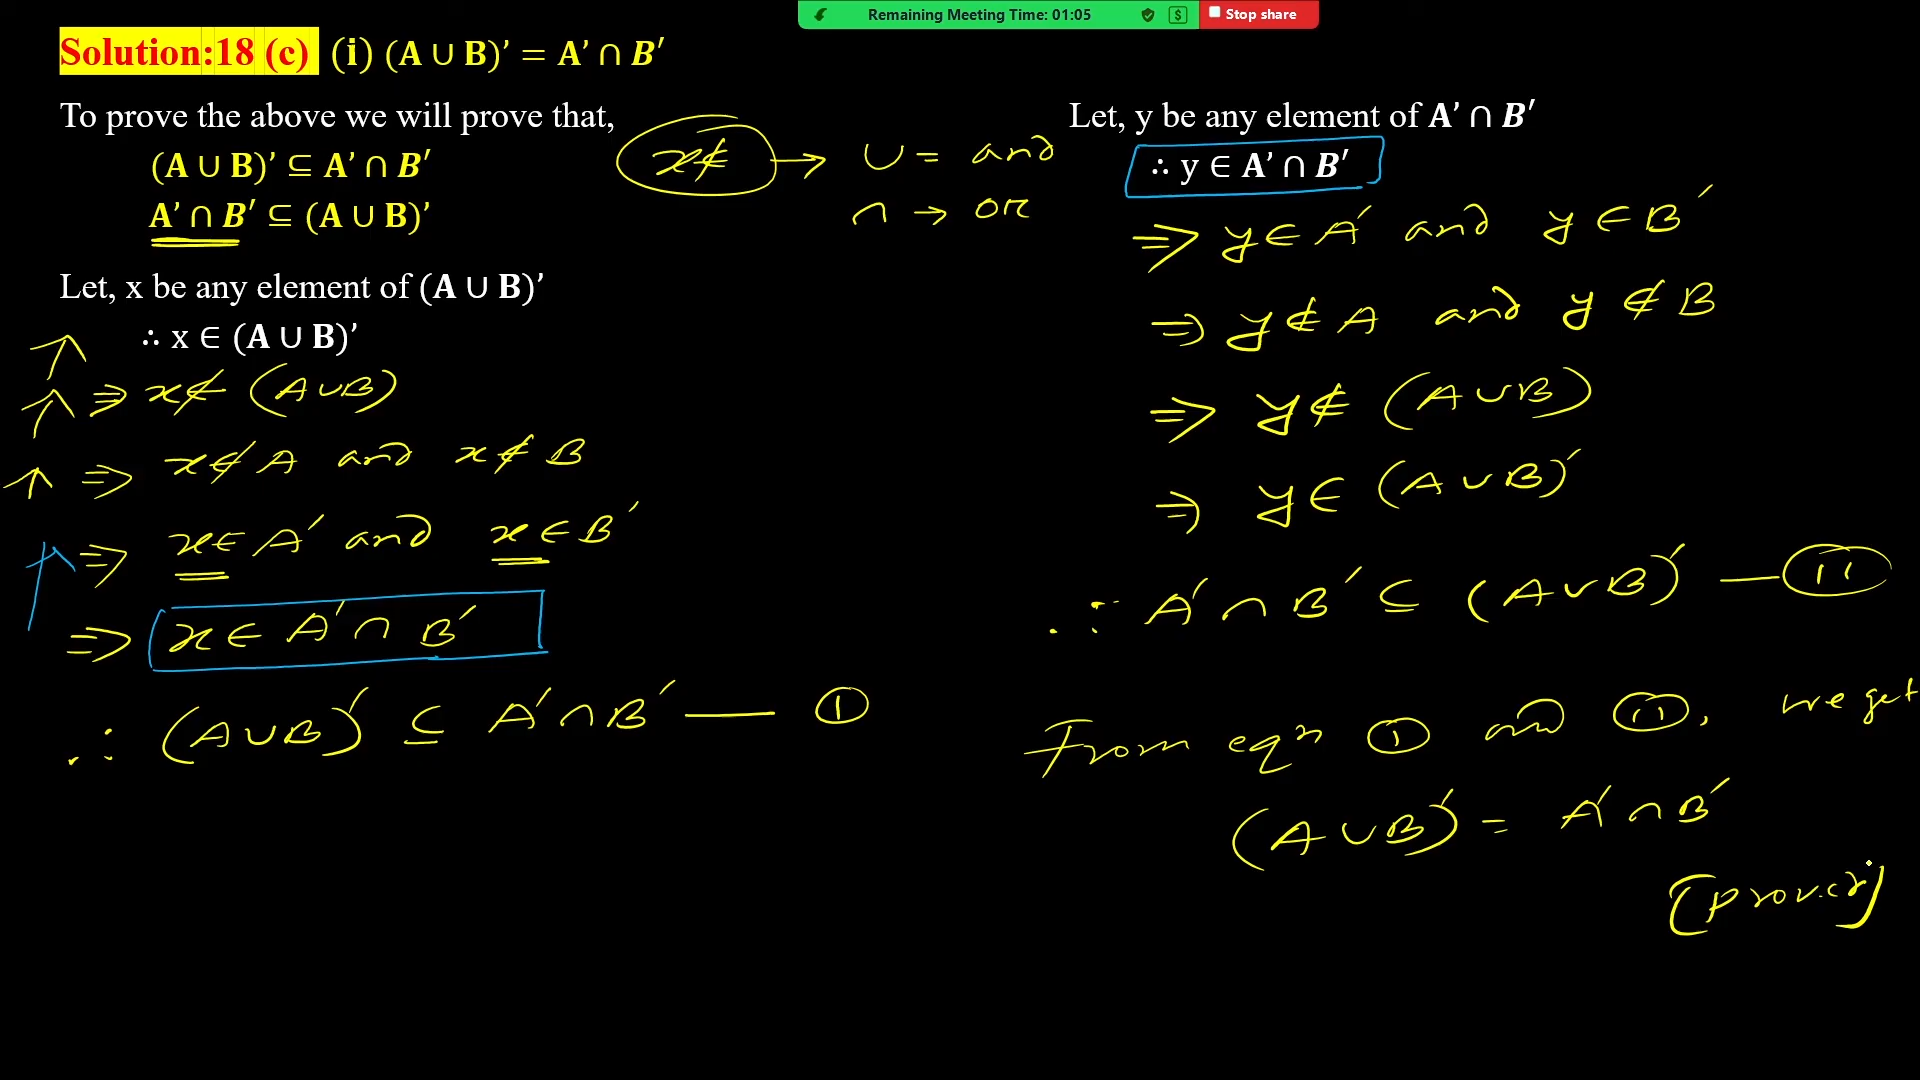 Remaining Meeting Time: 01:05
Stop share
Solution:18 (c) (i) (A ∪ B)’ = A’ ∩ B′
To prove the above we will prove that,
(A ∪ B)’ ⊆ A’ ∩ B′
A’ ∩ B′ ⊆ (A ∪ B)’
x∉ → ∪ = and
∩ → or
Let, x be any element of (A ∪ B)’
∴ x ∈ (A ∪ B)’
⇒ x∉ (A∪B)
⇒ x∉A and x∉B
⇒ x∈A′ and x∈B′
⇒ x∈ A′∩B′
∴ (A∪B)′ ⊆ A′∩B′ — ①
Let, y be any element of A’ ∩ B′
∴ y ∈ A’ ∩ B′
⇒ y∈A′ and y∈B′
⇒ y∉A and y∉B
⇒ y∉ (A∪B)
⇒ y∈ (A∪B)′
∴ A′∩B′ ⊆ (A∪B)′ — (ii)
From eqn ① and (ii), we get
(A∪B)′ = A′∩B′
[proved]